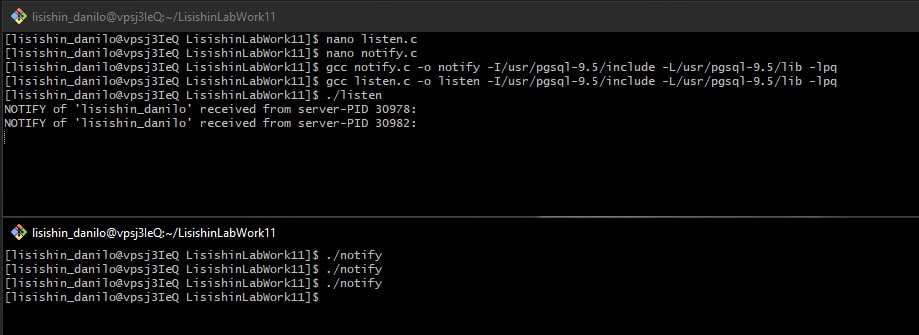 lisishin_danilo@vpsj3IeQ:~/LisishinLabWork11
[lisishin_danilo@vpsj3IeQ LisishinLabWork11]$ nano listen.c
[lisishin_danilo@vpsj3IeQ LisishinLabWork11]$ nano notify.c
[lisishin_danilo@vpsj3IeQ LisishinLabWork11]$ gcc notify.c -o notify -I/usr/pgsql-9.5/include -L/usr/pgsql-9.5/lib -lpq
[lisishin_danilo@vpsj3IeQ LisishinLabWork11]$ gcc listen.c -o listen -I/usr/pgsql-9.5/include -L/usr/pgsql-9.5/lib -lpq
[lisishin_danilo@vpsj3IeQ LisishinLabWork11]$ ./listen
NOTIFY of 'lisishin_danilo' received from server-PID 30978:
NOTIFY of 'lisishin_danilo' received from server-PID 30982:
lisishin_danilo@vpsj3IeQ:~/LisishinLabWork11
[lisishin_danilo@vpsj3IeQ LisishinLabWork11]$ ./notify
[lisishin_danilo@vpsj3IeQ LisishinLabWork11]$ ./notify
[lisishin_danilo@vpsj3IeQ LisishinLabWork11]$ ./notify
[lisishin_danilo@vpsj3IeQ LisishinLabWork11]$